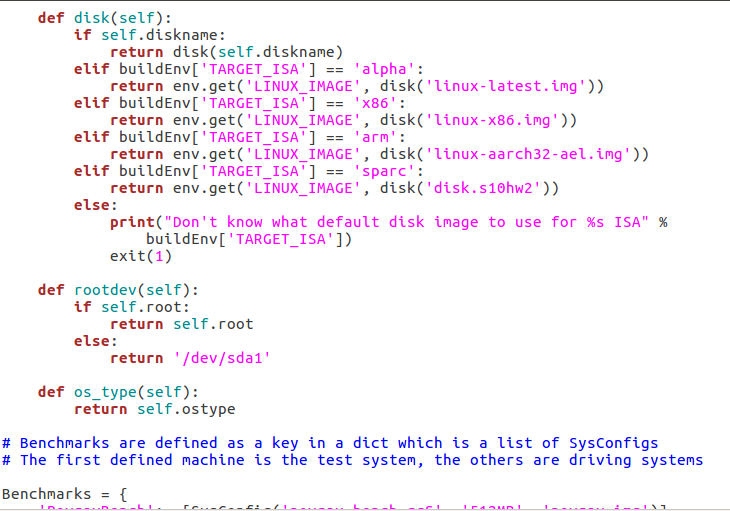 def disk(self):
if self.diskname:
return disk(self.diskname)
elif buildEnv['TARGET_ISA'] == 'alpha':
return env.get('LINUX_IMAGE', disk('linux-latest.img'))
elif buildEnv['TARGET_ISA'] == 'x86':
return env.get('LINUX_IMAGE', disk('linux-x86.img'))
elif buildEnv['TARGET_ISA'] == 'arm':
return env.get('LINUX_IMAGE', disk('linux-aarch32-ael.img'))
elif buildEnv['TARGET_ISA'] == 'sparc':
return env.get('LINUX_IMAGE', disk('disk.s10hw2'))
else:
print("Don't know what default disk image to use for %s ISA" %
buildEnv['TARGET_ISA'])
exit(1)
def rootdev(self):
if self.root:
return self.root
else:
return '/dev/sda1'
def os_type(self):
return self.ostype
# Benchmarks are defined as a key in a dict which is a list of SysConfigs
# The first defined machine is the test system, the others are driving systems
Benchmarks = {